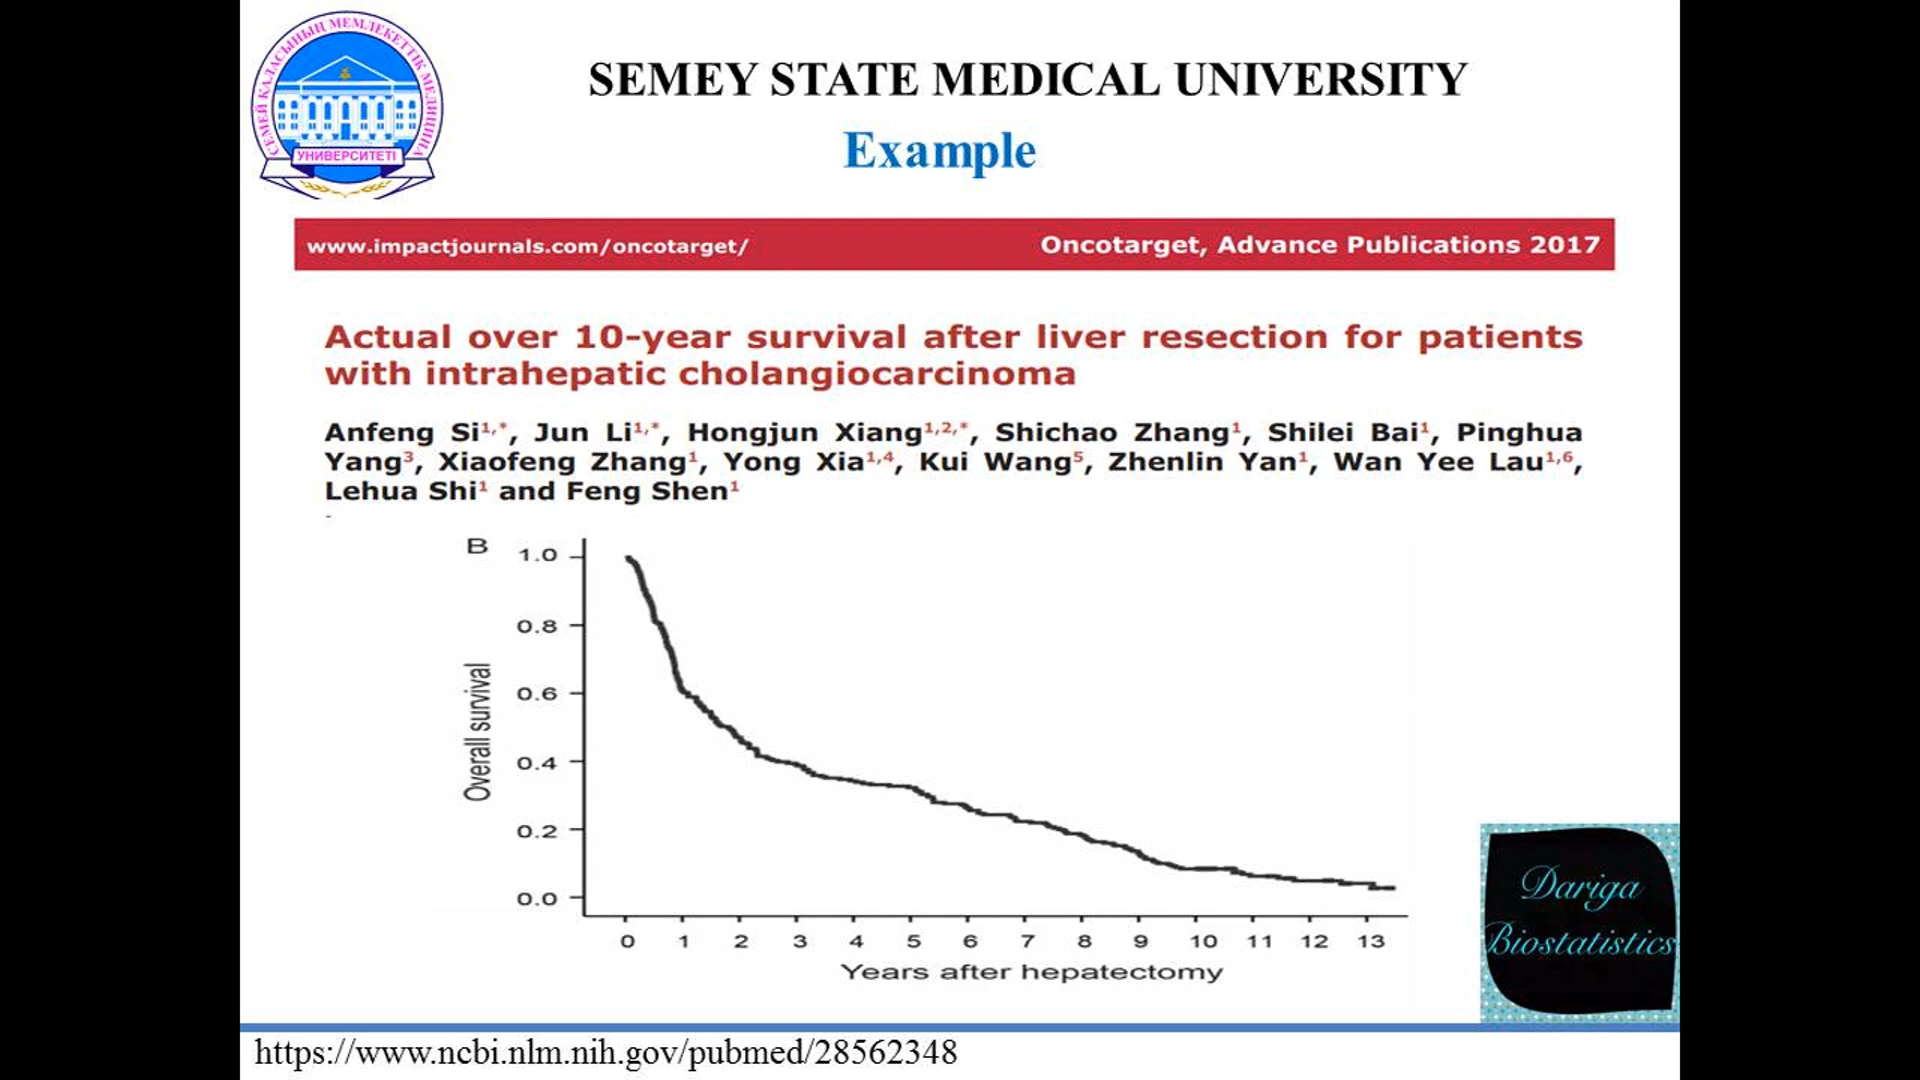 СЕМЕЙ ҚАЛАСЫНЫҢ МЕМЛЕКЕТТІК МЕДИЦИНА
УНИВЕРСИТЕТІ
SEMEY STATE MEDICAL UNIVERSITY
Example
www.impactjournals.com/oncotarget/ Oncotarget, Advance Publications 2017
Actual over 10-year survival after liver resection for patients
with intrahepatic cholangiocarcinoma
Anfeng Si1,*, Jun Li1,*, Hongjun Xiang1,2,*, Shichao Zhang1, Shilei Bai1, Pinghua
Yang3, Xiaofeng Zhang1, Yong Xia1,4, Kui Wang5, Zhenlin Yan1, Wan Yee Lau1,6,
Lehua Shi1 and Feng Shen1
B
Overall survival
1.0
0.8
0.6
0.4
0.2
0.0
0 1 2 3 4 5 6 7 8 9 10 11 12 13
Years after hepatectomy
Dariga
Biostatistics
https://www.ncbi.nlm.nih.gov/pubmed/28562348